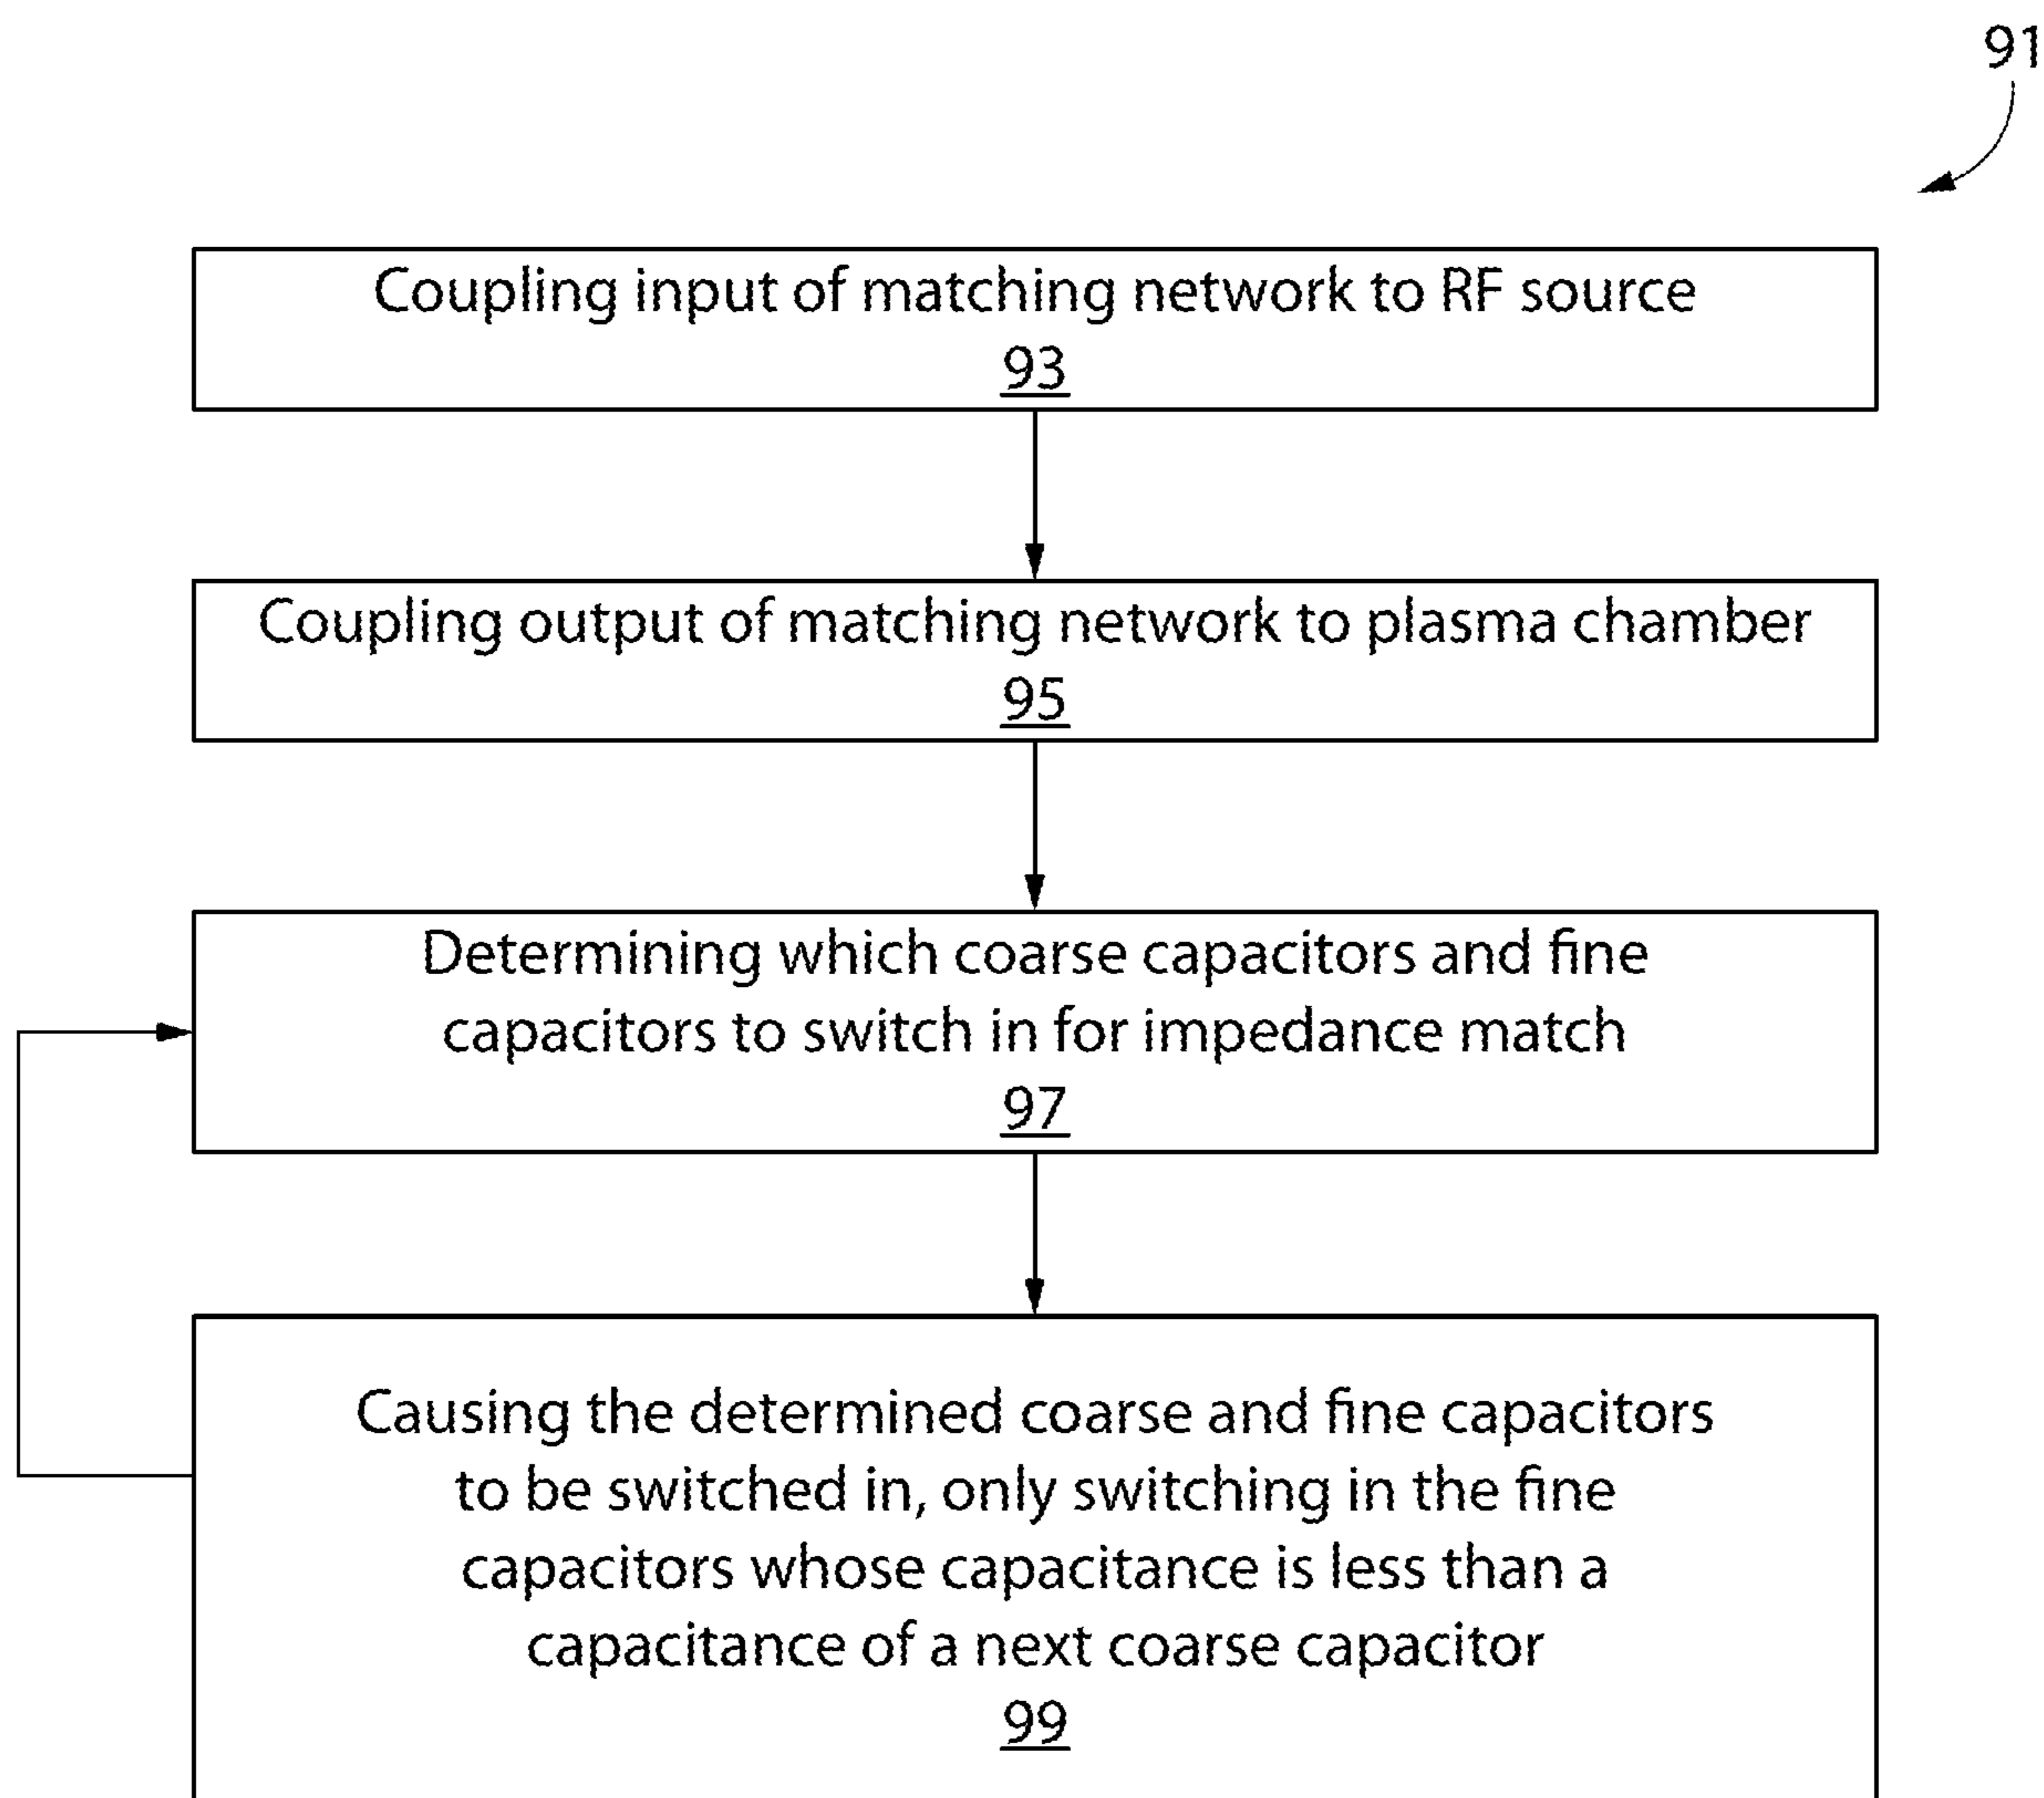 91
Coupling input of matching network to RF source
93
Coupling output of matching network to plasma chamber
95
Determining which coarse capacitors and fine
capacitors to switch in for impedance match
97
Causing the determined coarse and fine capacitors
to be switched in, only switching in the fine
capacitors whose capacitance is less than a
capacitance of a next coarse capacitor
99